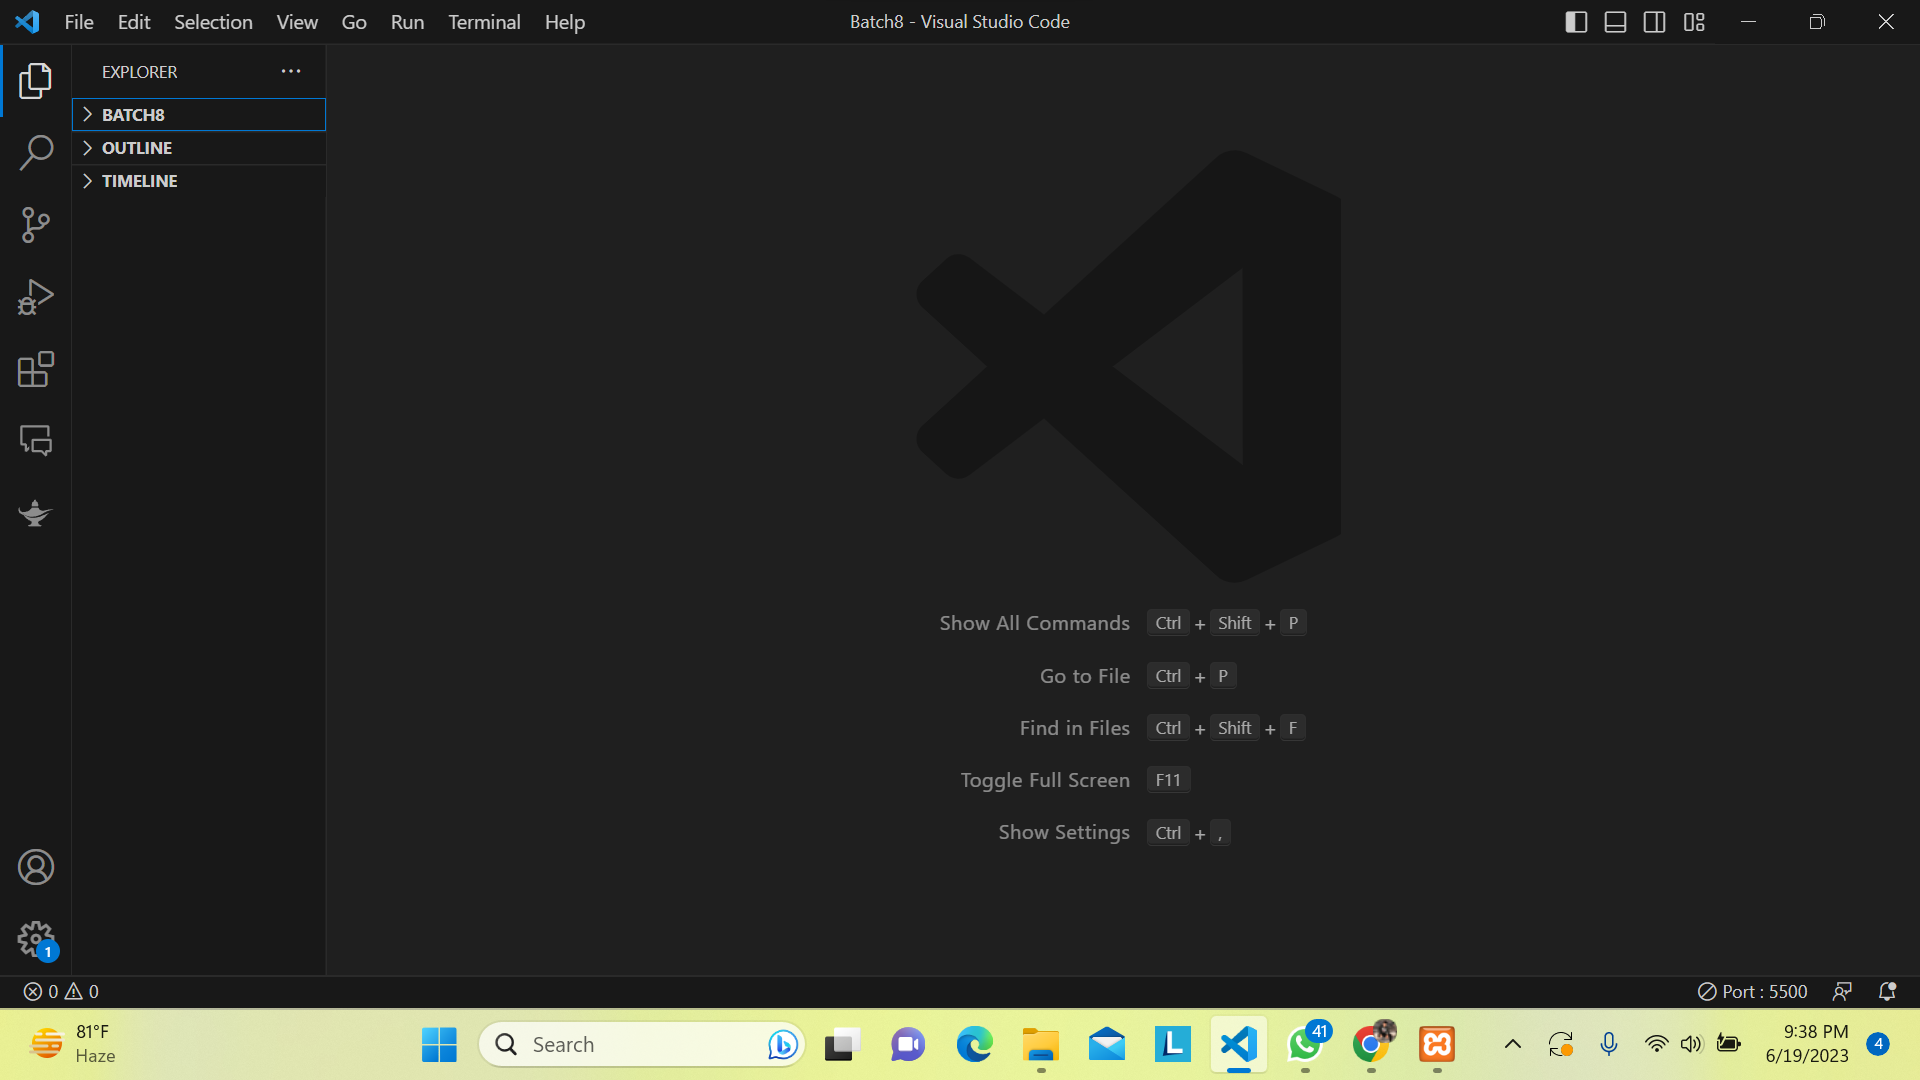 File Edit Selection View Go Run Terminal Help
Batch8 - Visual Studio Code
EXPLORER
BATCH8
OUTLINE
TIMELINE
Show All Commands Ctrl + Shift + P
Go to File Ctrl + P
Find in Files Ctrl + Shift + F
Toggle Full Screen F11
Show Settings Ctrl + ,
1
0 0
Port : 5500
81°F
Haze
Search
L
41
9:38 PM
6/19/2023
4